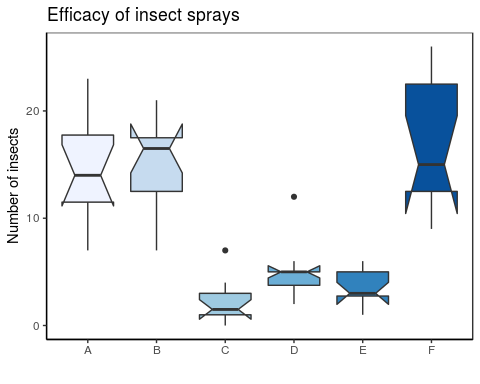 Efficacy of insect sprays
Number of insects
20
10
0
A B C D E F